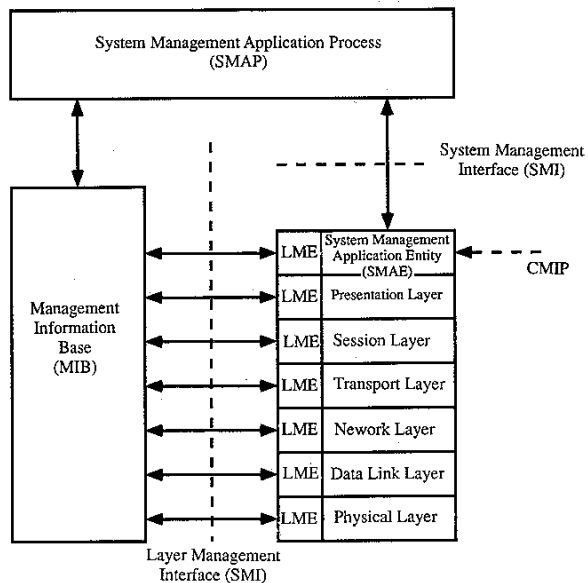 System Management Application Process
(SMAP)
System Management
Interface (SMI)
LME
System Management
Application Entity
(SMAE)
CMIP
LME
Presentation Layer
Management
Information
Base
(MIB)
LME
Session Layer
LME
Transport Layer
LME
Nework Layer
LME
Data Link Layer
LME
Physical Layer
Layer Management
Interface (SMI)